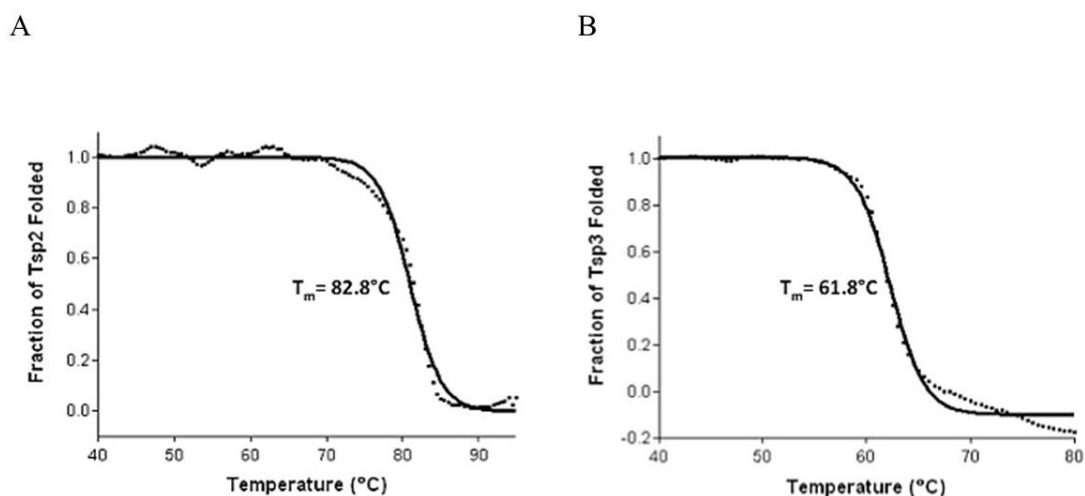 A
B
Fraction of Tsp2 Folded
1.0
0.8
0.6
0.4
0.2
0.0
40 50 60 70 80 90
Temperature (°C)
Tm= 82.8°C
Fraction of Tsp3 Folded
1.0
0.8
0.6
0.4
0.2
0.0
-0.2
40 50 60 70 80
Temperature (°C)
Tm= 61.8°C